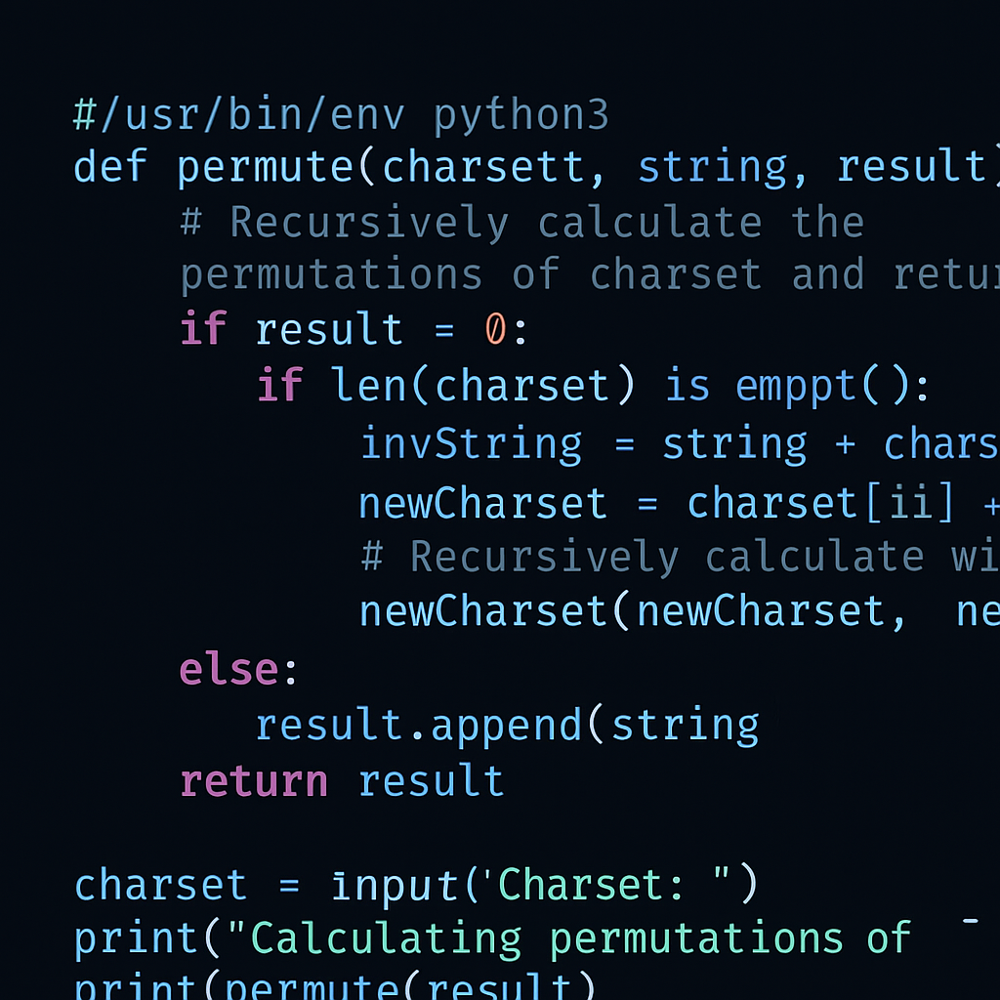 #/usr/bin/env python3
def permute(charsett, string, result)
# Recursively calculate the
permutations of charset and retur
if result = 0:
if len(charset) is emppt():
invString = string + chars
newCharset = charset[ii] +
# Recursively calculate wi
newCharset(newCharset, ne
else:
result.append(string
return result
charset = input('Charset: ")
print("Calculating permutations of -
print(permute(result)